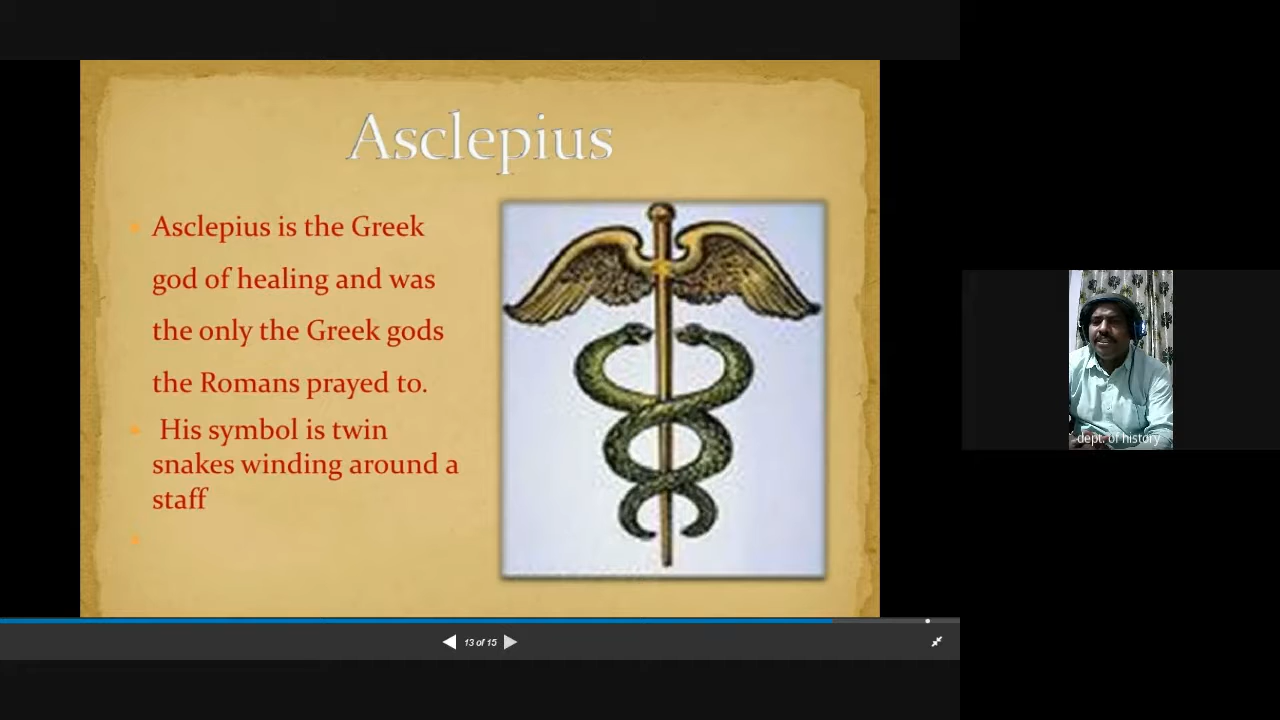 Asclepius
Asclepius is the Greek
god of healing and was
the only the Greek gods
the Romans prayed to.
His symbol is twin
snakes winding around a
staff
13 of 15
dept. of history